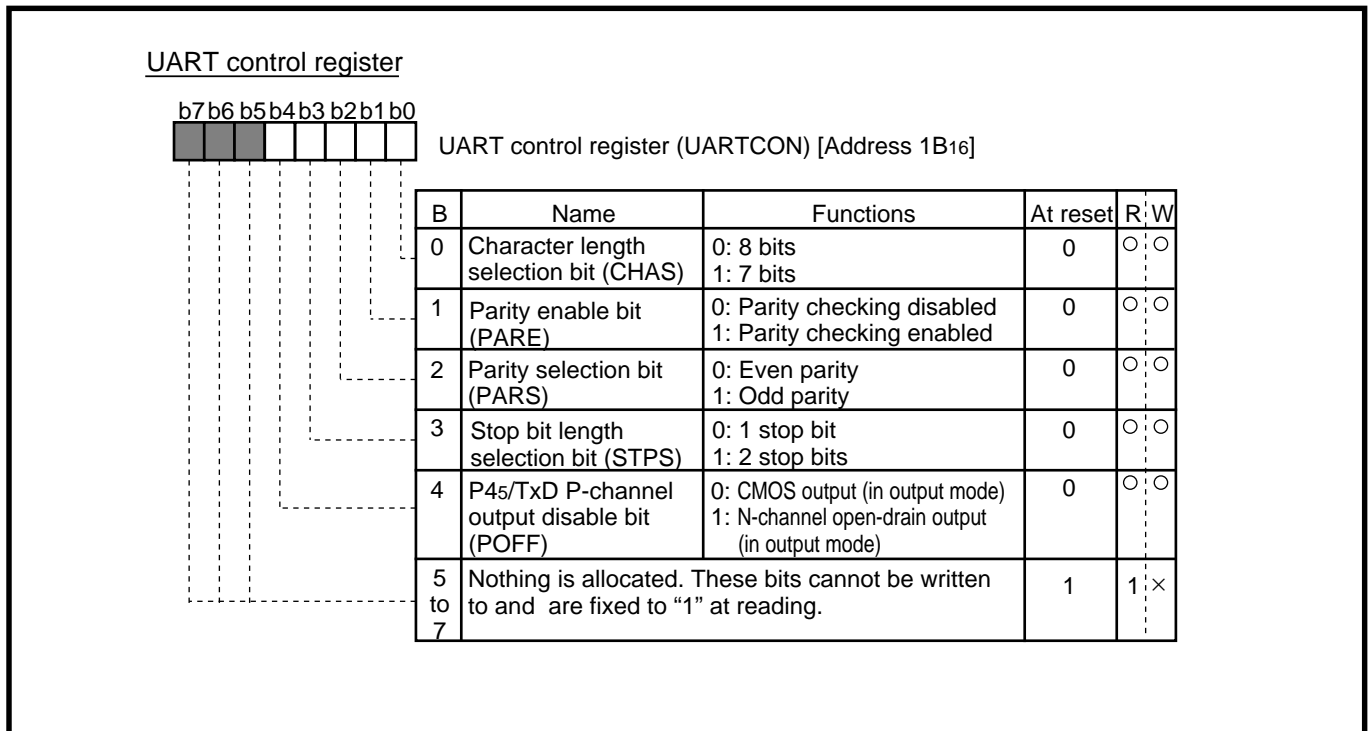 UART control register
b7 b6 b5 b4 b3 b2 b1 b0
UART control register (UARTCON) [Address 1B16]
B Name Functions At reset R W
0 Character length selection bit (CHAS) 0: 8 bits 1: 7 bits 0 ○ ○
1 Parity enable bit (PARE) 0: Parity checking disabled 1: Parity checking enabled 0 ○ ○
2 Parity selection bit (PARS) 0: Even parity 1: Odd parity 0 ○ ○
3 Stop bit length selection bit (STPS) 0: 1 stop bit 1: 2 stop bits 0 ○ ○
4 P45/TxD P-channel output disable bit (POFF) 0: CMOS output (in output mode) 1: N-channel open-drain output (in output mode) 0 ○ ○
5 to 7 Nothing is allocated. These bits cannot be written to and are fixed to “1” at reading. 1 1 ×